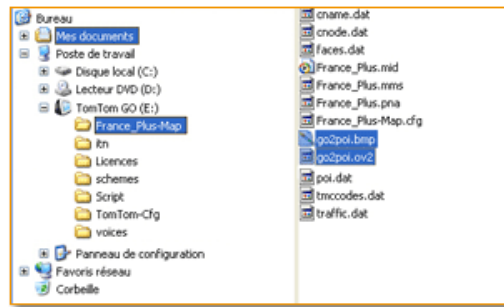 Bureau
Mes documents
Poste de travail
Disque local (C:)
Lecteur DVD (D:)
TomTom GO (E:)
France_Plus-Map
itn
Licences
schemes
Script
TomTom-Cfg
voices
Panneau de configuration
Favoris réseau
Corbeille
cname.dat
cnode.dat
faces.dat
France_Plus.mid
France_Plus.mms
France_Plus.pna
France_Plus-Map.cfg
go2poi.bmp
go2poi.ov2
poi.dat
tmccodes.dat
traffic.dat